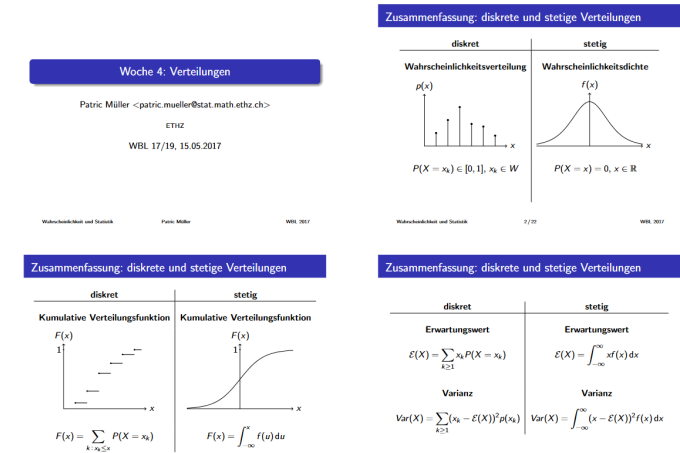 Woche 4: Verteilungen
Patric Müller <patric.mueller@stat.math.ethz.ch>
ETHZ
WBL 17/19, 15.05.2017
Wahrscheinlichkeit und Statistik Patric Müller WBL 2017
Zusammenfassung: diskrete und stetige Verteilungen
diskret stetig
Wahrscheinlichkeitsverteilung Wahrscheinlichkeitsdichte
p(x) f(x)
x x
P(X = x_k) ∈ [0, 1], x_k ∈ W P(X = x) = 0, x ∈ ℝ
Wahrscheinlichkeit und Statistik 2 / 22 WBL 2017
Zusammenfassung: diskrete und stetige Verteilungen
diskret stetig
Kumulative Verteilungsfunktion Kumulative Verteilungsfunktion
F(x) F(x)
1 1
x x
F(x) = ∑_{k : x_k ≤ x} P(X = x_k) F(x) = ∫_{−∞}^{x} f(u) du
Zusammenfassung: diskrete und stetige Verteilungen
diskret stetig
Erwartungswert Erwartungswert
ℰ(X) = ∑_{k≥1} x_k P(X = x_k) ℰ(X) = ∫_{−∞}^{∞} xf(x) dx
Varianz Varianz
Var(X) = ∑_{k≥1} (x_k − ℰ(X))² p(x_k) Var(X) = ∫_{−∞}^{∞} (x − ℰ(X))² f(x) dx